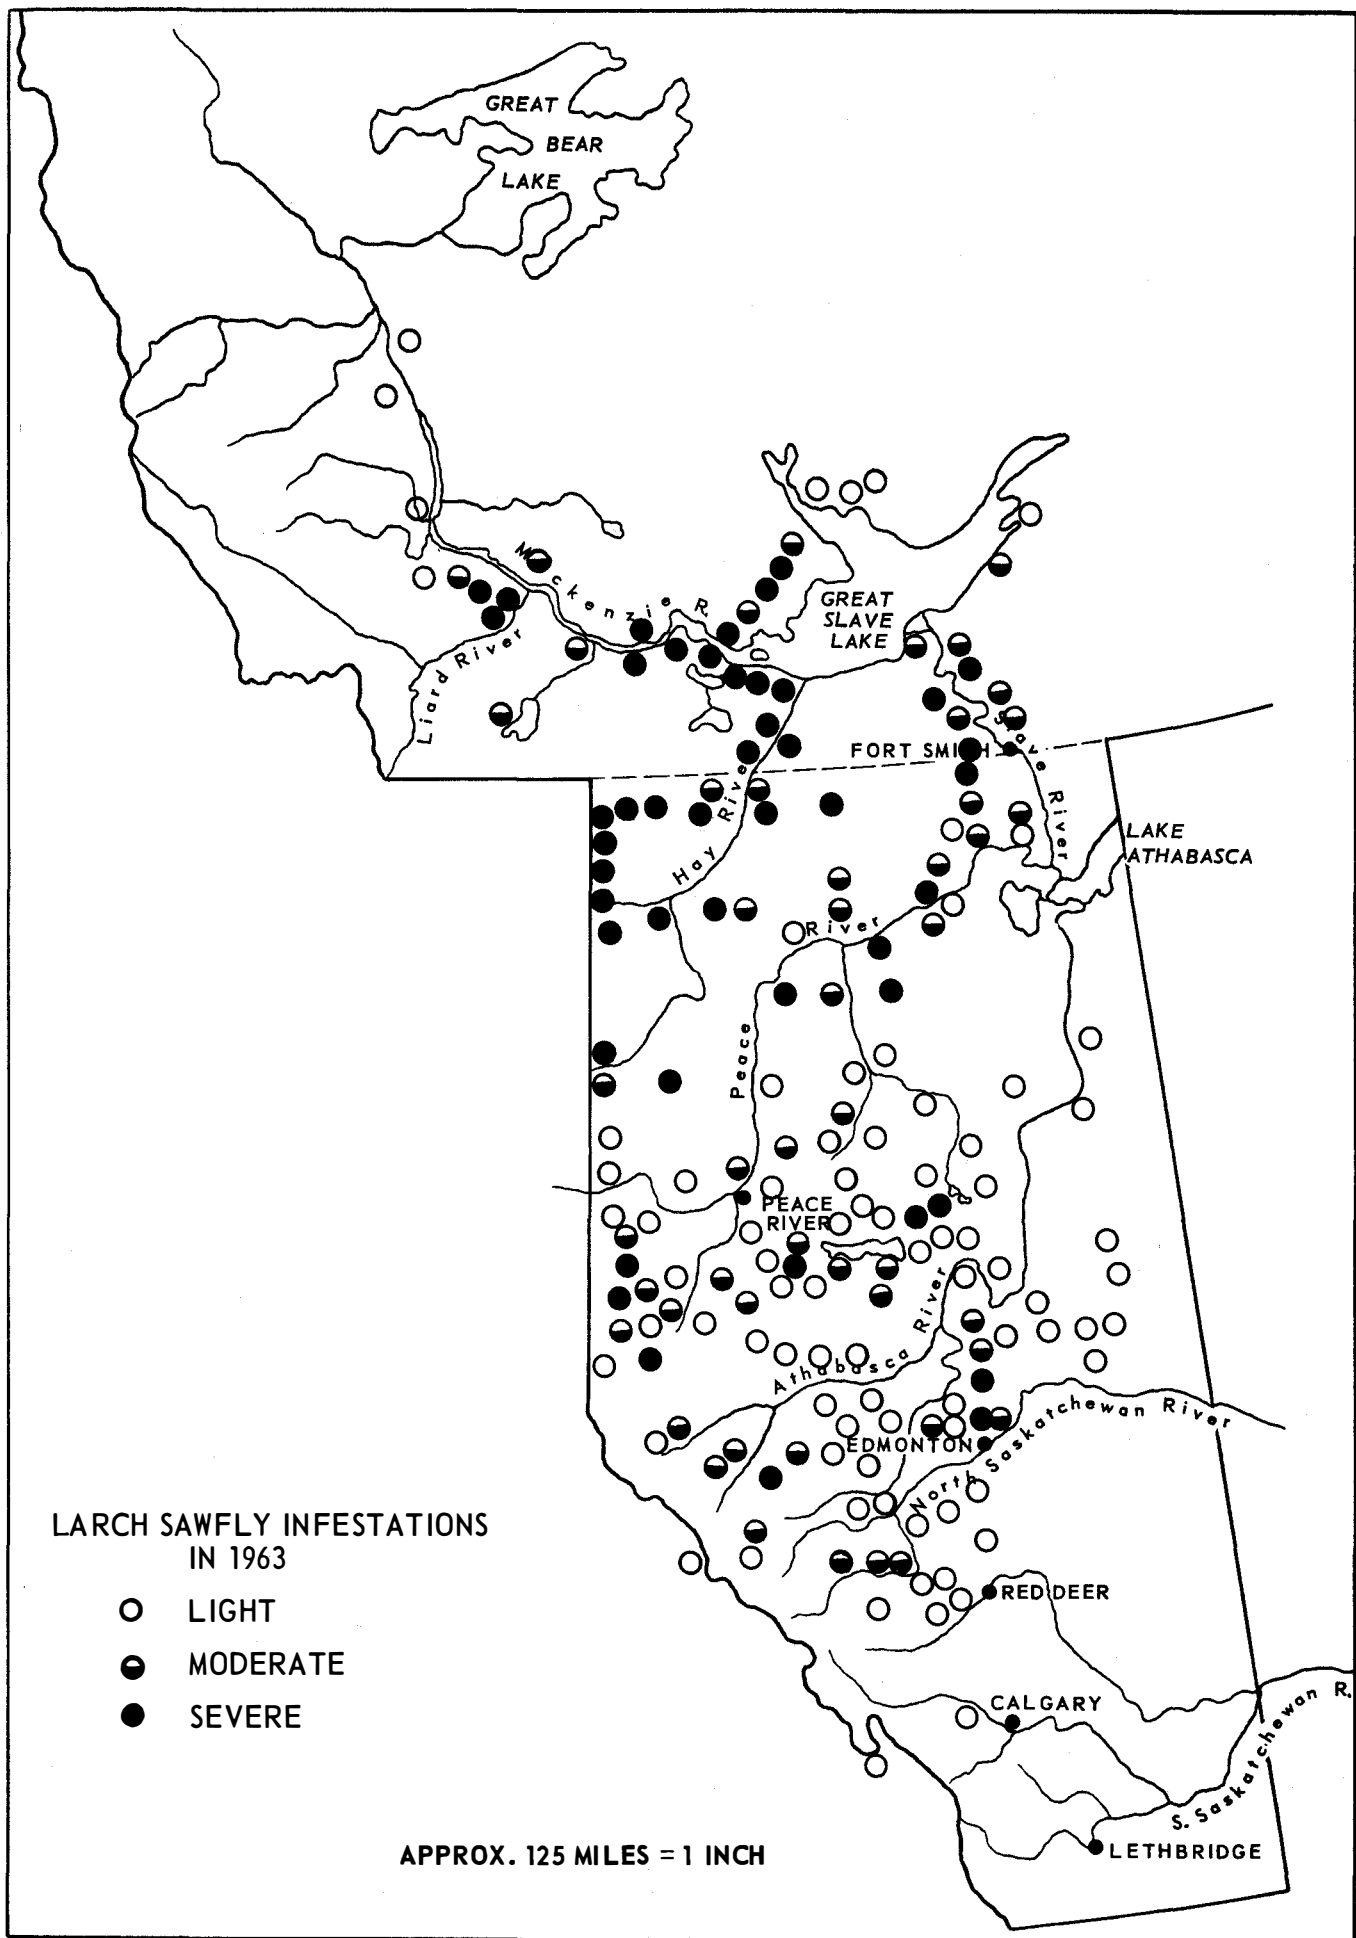 GREAT
BEAR
LAKE
Mackenzie R.
GREAT
SLAVE
LAKE
Liard River
FORT SMITH
Slave River
Hay River
LAKE
ATHABASCA
River
Peace
PEACE
RIVER
Athabasca River
EDMONTON
North Saskatchewan River
LARCH SAWFLY INFESTATIONS
IN 1963
LIGHT
MODERATE
SEVERE
RED DEER
CALGARY
S. Saskatchewan R.
LETHBRIDGE
APPROX. 125 MILES = 1 INCH